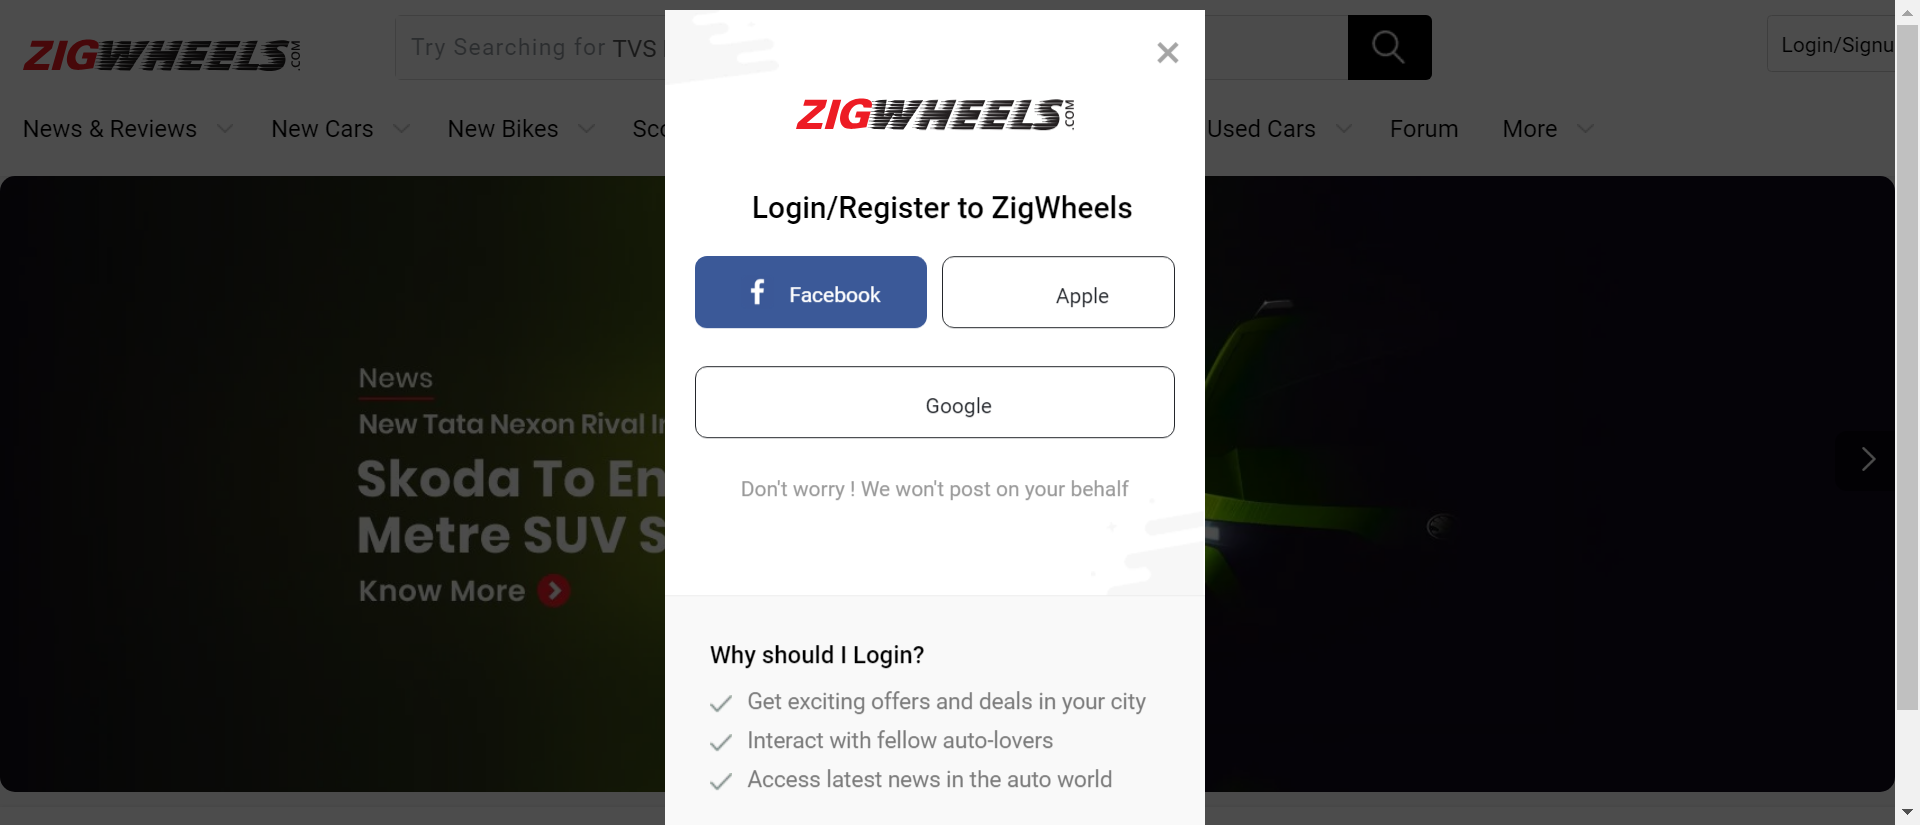 ZIGWHEELS.COM
Try Searching for TVS
Login/Signu
News & Reviews
New Cars
New Bikes
Sco
Used Cars
Forum
More
News
New Tata Nexon Rival In
Skoda To En
Metre SUV S
Know More
ZIGWHEELS.COM
Login/Register to ZigWheels
Facebook
Apple
Google
Don't worry ! We won't post on your behalf
Why should I Login?
Get exciting offers and deals in your city
Interact with fellow auto-lovers
Access latest news in the auto world